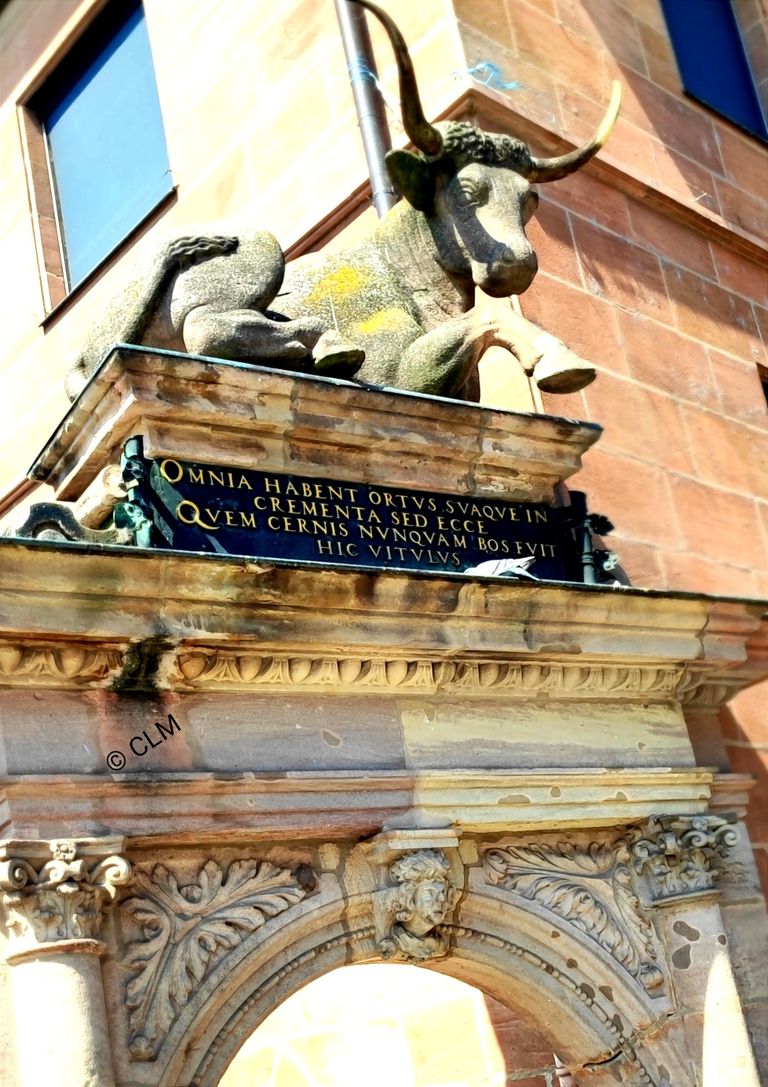 OMNIA HABENT ORTVS SVAQVE IN
CREMENTA SED ECCE
QVEM CERNIS NVNQVAM BOS FVIT
HIC VITVLVS
© CLM